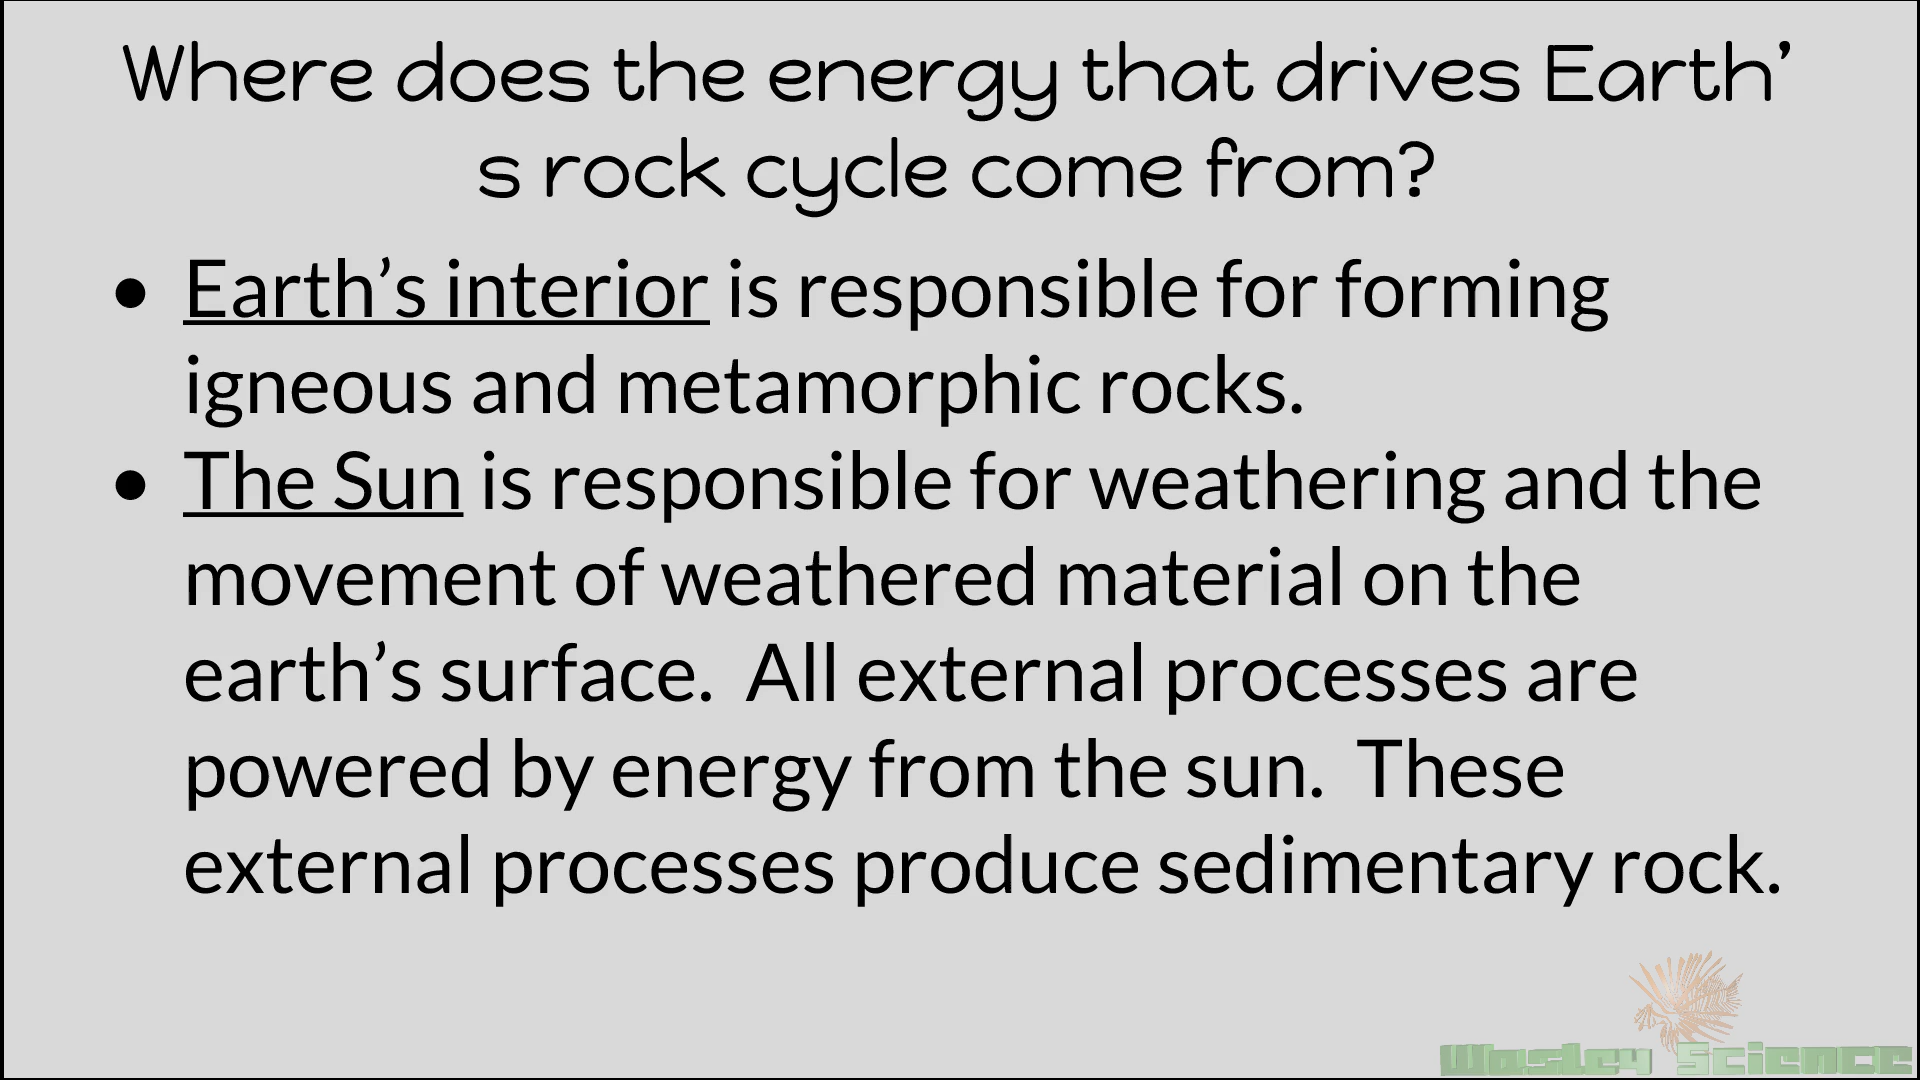 Where does the energy that drives Earth’
s rock cycle come from?
● Earth’s interior is responsible for forming
igneous and metamorphic rocks.
● The Sun is responsible for weathering and the
movement of weathered material on the
earth’s surface.  All external processes are
powered by energy from the sun.  These
external processes produce sedimentary rock.
Wasley Science